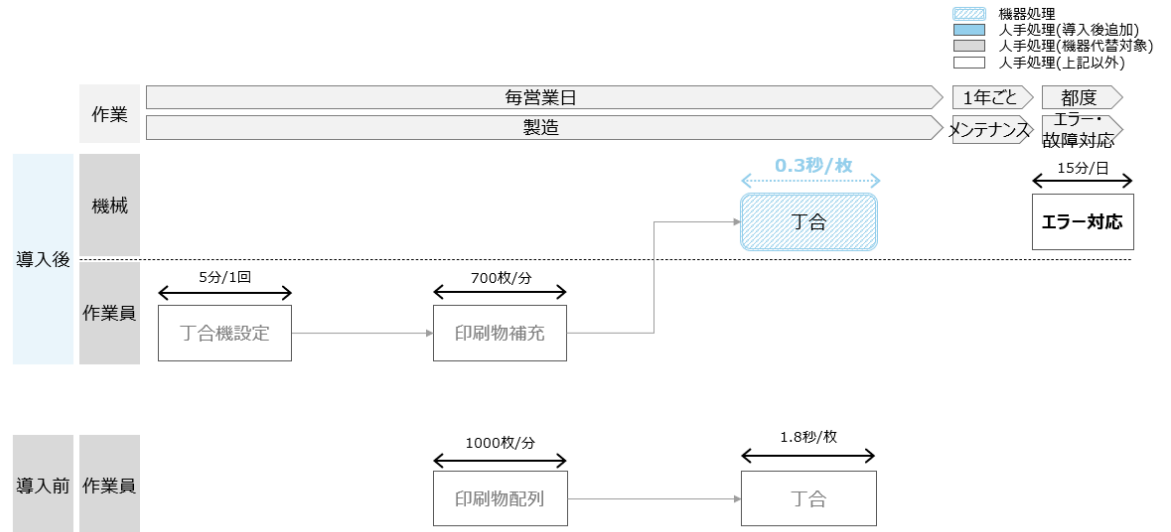 機器処理
人手処理(導入後追加)
人手処理(機器代替対象)
人手処理(上記以外)
作業
毎営業日
1年ごと
都度
製造
メンテナンス
エラー・
故障対応
導入後
機械
0.3秒/枚
丁合
15分/日
エラー対応
作業員
5分/1回
丁合機設定
700枚/分
印刷物補充
導入前
作業員
1000枚/分
印刷物配列
1.8秒/枚
丁合